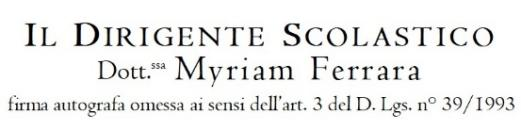 IL DIRIGENTE SCOLASTICO
Dott.ssa Myriam Ferrara
firma autografa omessa ai sensi dell'art. 3 del D. Lgs. n° 39/1993